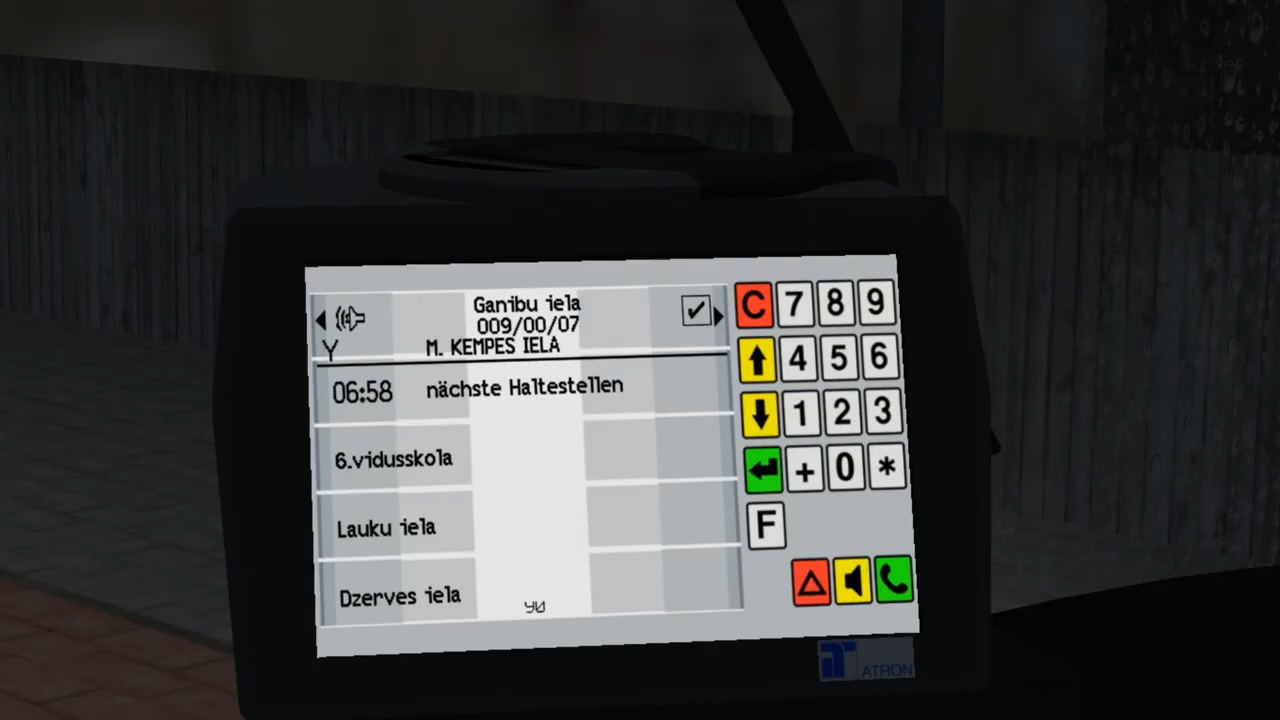 Ganibu iela
009/00/07
Y M. KEMPES IELA
06:58 nächste Haltestellen
6.vidusskola
Lauku iela
Dzerves iela
C 7 8 9
4 5 6
1 2 3
+ 0 *
F
ATRON